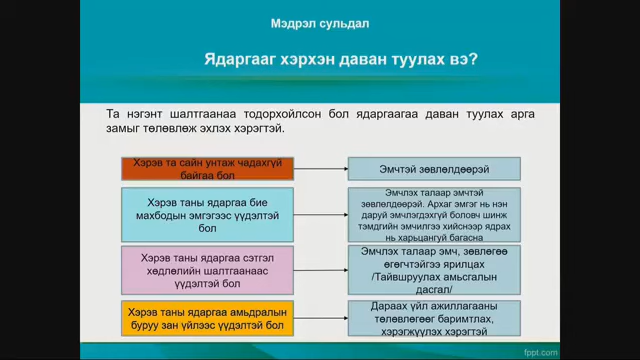 Мэдрэл сульдал
Ядаргааг хэрхэн даван туулах вэ?
Та нэгэнт шалтгаанаа тодорхойлсон бол ядаргаагаа даван туулах арга
замыг төлөвлөж эхлэх хэрэгтэй.
Хэрэв та сайн унтаж чадахгүй
байгаа бол
Эмчтэй зөвлөлдөөрэй
Хэрэв таны ядаргаа бие
махбодын эмгэгээс үүдэлтэй
бол
Эмчлэх талаар эмчтэй
зөвлөлдөөрэй. Архаг эмгэг нь нэн
даруй эмчлэгдэхгүй боловч шинж
тэмдгийн эмчилгээ хийснээр ядрах
нь харьцангуй багасна
Хэрэв таны ядаргаа сэтгэл
хөдлөлийн шалтгаанаас
үүдэлтэй бол
Эмчлэх талаар эмч, зөвлөгөө
өгөгчтэйгээ ярилцах
/Тайвшруулах амьсгалын
дасгал/
Хэрэв таны ядаргаа амьдралын
буруу зан үйлээс үүдэлтэй бол
Дараах үйл ажиллагааны
төлөвлөгөөг баримтлах,
хэрэгжүүлэх хэрэгтэй
fppt.com